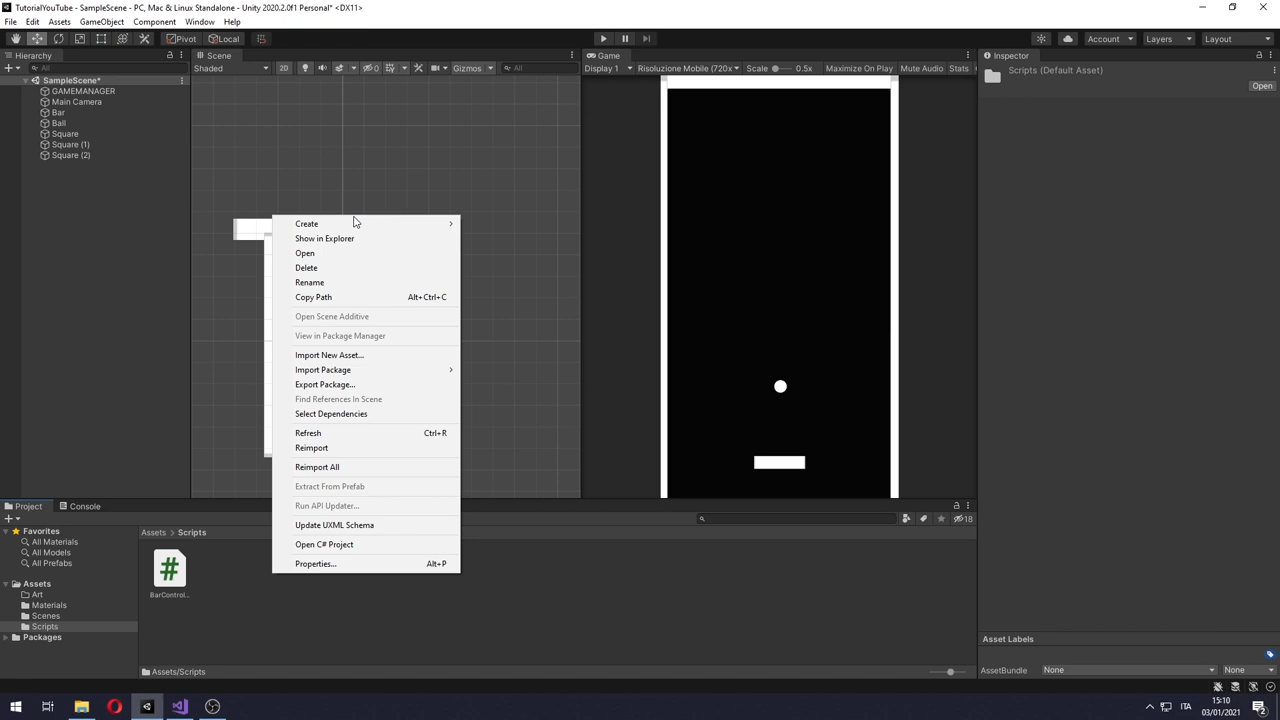 TutorialYouTube - SampleScene - PC, Mac & Linux Standalone - Unity 2020.2.0f1 Personal* <DX11>
File Edit Assets GameObject Component Window Help
Pivot Local Account Layers Layout
Hierarchy
All
SampleScene*
GAMEMANAGER
Main Camera
Bar
Ball
Square
Square (1)
Square (2)
Scene
Shaded 2D 0 Gizmos All
Game
Display 1 Risoluzione Mobile (720x Scale 0.5x Maximize On Play Mute Audio Stats
Inspector
Scripts (Default Asset)
Open
Create
Show in Explorer
Open
Delete
Rename
Copy Path Alt+Ctrl+C
Open Scene Additive
View in Package Manager
Import New Asset...
Import Package
Export Package...
Find References In Scene
Select Dependencies
Refresh Ctrl+R
Reimport
Reimport All
Extract From Prefab
Run API Updater...
Update UXML Schema
Open C# Project
Properties... Alt+P
Project Console
18
Favorites
All Materials
All Models
All Prefabs
Assets
Art
Materials
Scenes
Scripts
Packages
Assets > Scripts
#
BarControl...
Assets/Scripts
Asset Labels
AssetBundle None None
ITA
15:10
03/01/2021
2